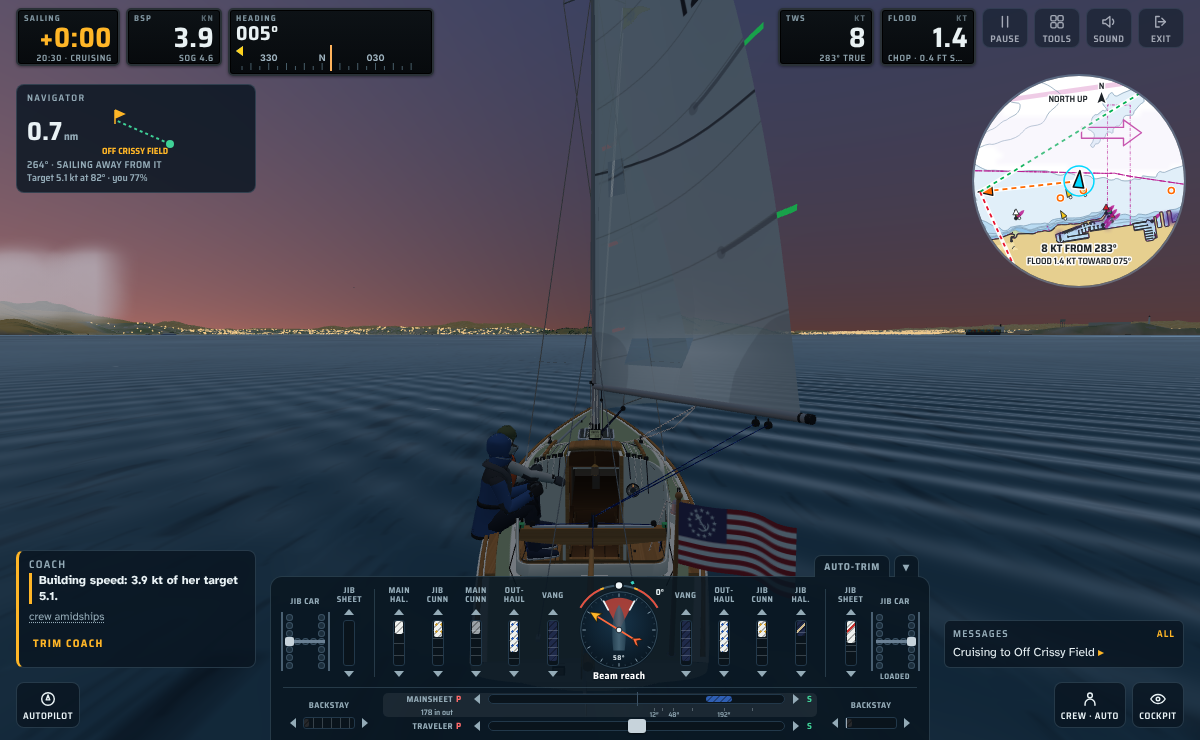 SAILING
+0:00
20:30 · CRUISING
BSP KN
3.9
SOG 4.6
HEADING
005°
330 N 030
TWS KT
8
283° TRUE
FLOOD KT
1.4
CHOP · 0.4 FT S...
PAUSE
TOOLS
SOUND
EXIT
NAVIGATOR
0.7 nm
OFF CRISSY FIELD
264° · SAILING AWAY FROM IT
Target 5.1 kt at 82° · you 77%
N
NORTH UP
8 KT FROM 283°
FLOOD 1.4 KT TOWARD 075°
COACH
Building speed: 3.9 kt of her target
5.1.
crew amidships
TRIM COACH
AUTOPILOT
AUTO-TRIM ▼
JIB CAR
JIB SHEET
MAIN HAL.
JIB CUNN
MAIN CUNN
OUT-HAUL
VANG
0°
58°
Beam reach
VANG
OUT-HAUL
JIB CUNN
JIB HAL.
JIB SHEET
JIB CAR
LOADED
BACKSTAY
MAINSHEET P S
178 in out
12° 48° 192°
TRAVELER P S
BACKSTAY
MESSAGES ALL
Cruising to Off Crissy Field ▸
CREW · AUTO
COCKPIT